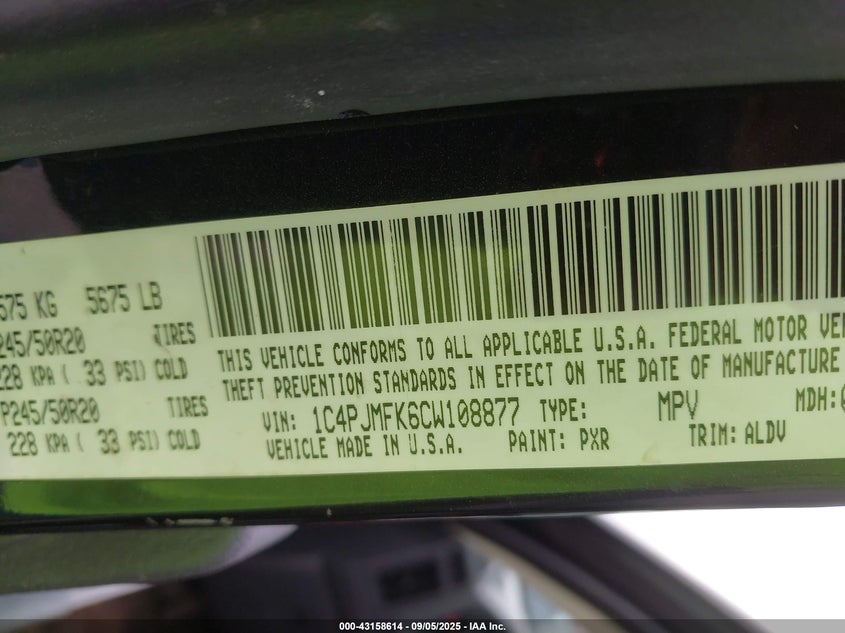 575 KG 5675 LB
P245/50R20 TIRES
228 KPA ( 33 PSI) COLD
P245/50R20 TIRES
228 KPA ( 33 PSI) COLD
THIS VEHICLE CONFORMS TO ALL APPLICABLE U.S.A. FEDERAL MOTOR VEH
THEFT PREVENTION STANDARDS IN EFFECT ON THE DATE OF MANUFACTURE
VIN: 1C4PJMFK6CW108877 TYPE: MPV MDH:
VEHICLE MADE IN U.S.A. PAINT: PXR TRIM: ALDV
000-43158614 - 09/05/2025 - IAA Inc.